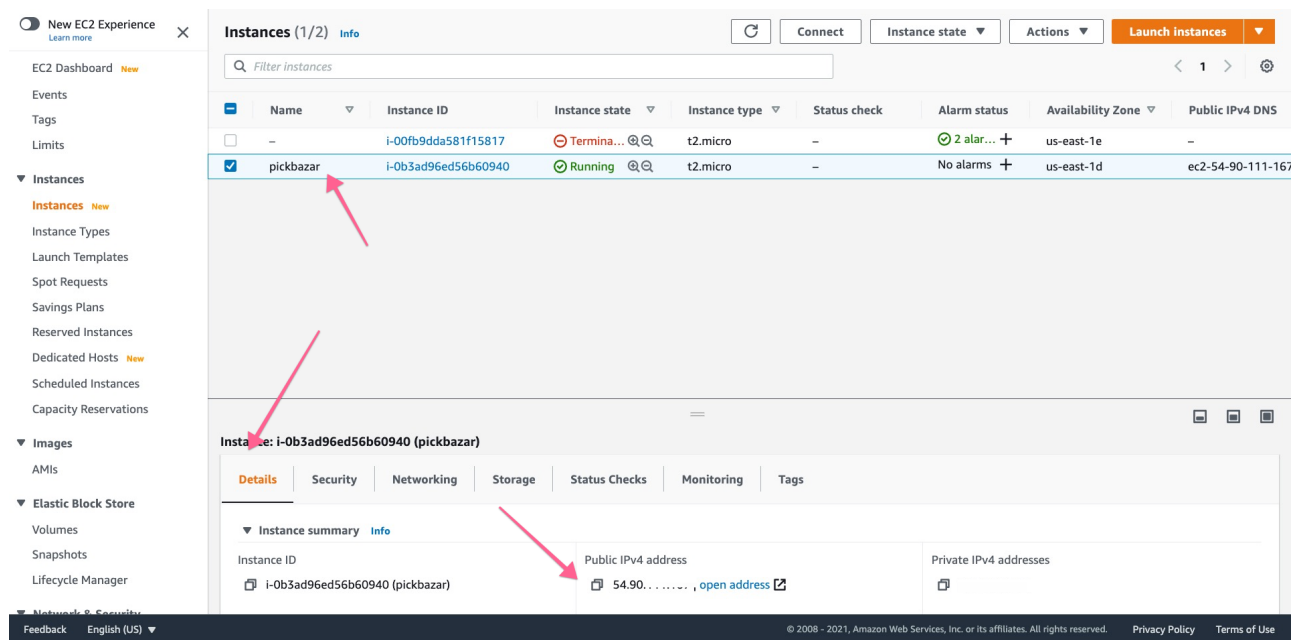 New EC2 Experience
Learn more
EC2 Dashboard New
Events
Tags
Limits
Instances
Instances New
Instance Types
Launch Templates
Spot Requests
Savings Plans
Reserved Instances
Dedicated Hosts New
Scheduled Instances
Capacity Reservations
Images
AMIs
Elastic Block Store
Volumes
Snapshots
Lifecycle Manager
Network & Security
Instances (1/2) Info
Connect Instance state Actions Launch instances
Filter instances
1
Name Instance ID Instance state Instance type Status check Alarm status Availability Zone Public IPv4 DNS
– i-00fb9dda581f15817 Termina... t2.micro – 2 alar... + us-east-1e –
pickbazar i-0b3ad96ed56b60940 Running t2.micro – No alarms + us-east-1d ec2-54-90-111-167
Instance: i-0b3ad96ed56b60940 (pickbazar)
Details Security Networking Storage Status Checks Monitoring Tags
Instance summary Info
Instance ID Public IPv4 address Private IPv4 addresses
i-0b3ad96ed56b60940 (pickbazar) 54.90. open address
Feedback English (US) © 2008 - 2021, Amazon Web Services, Inc. or its affiliates. All rights reserved. Privacy Policy Terms of Use